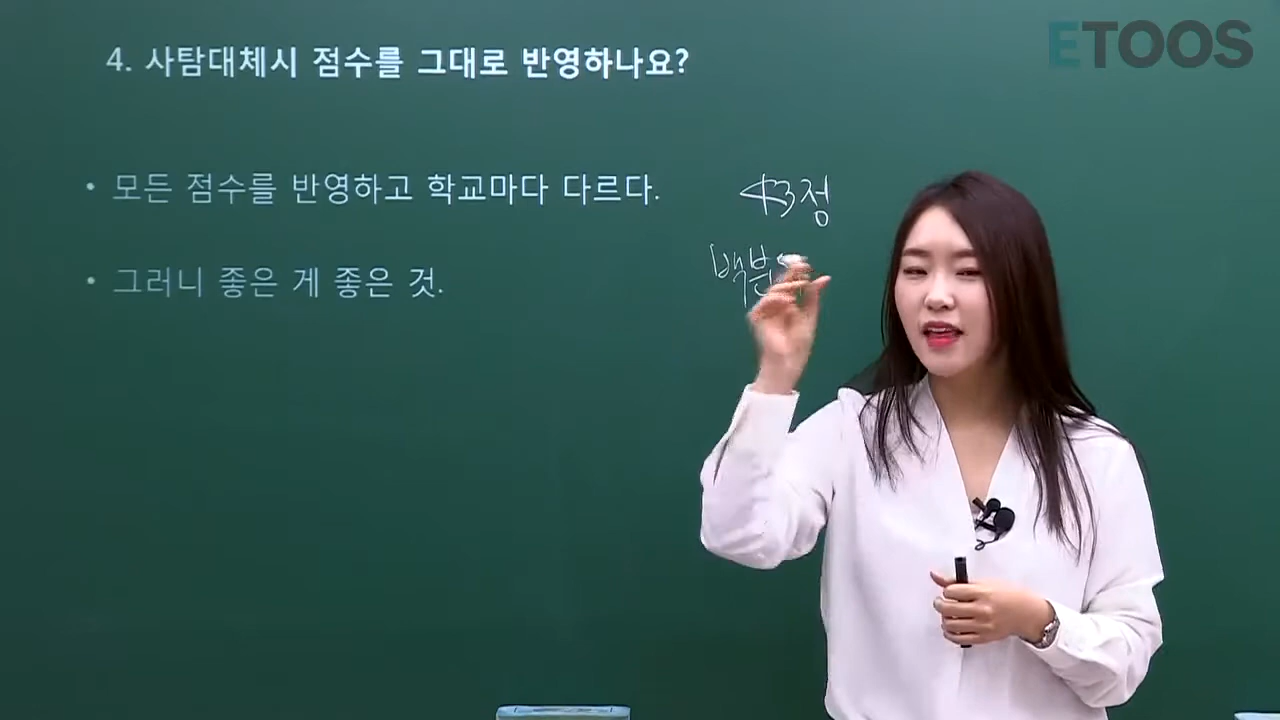 ETOOS
4. 사탐대체시 점수를 그대로 반영하나요?
• 모든 점수를 반영하고 학교마다 다르다.
• 그러니 좋은 게 좋은 것.